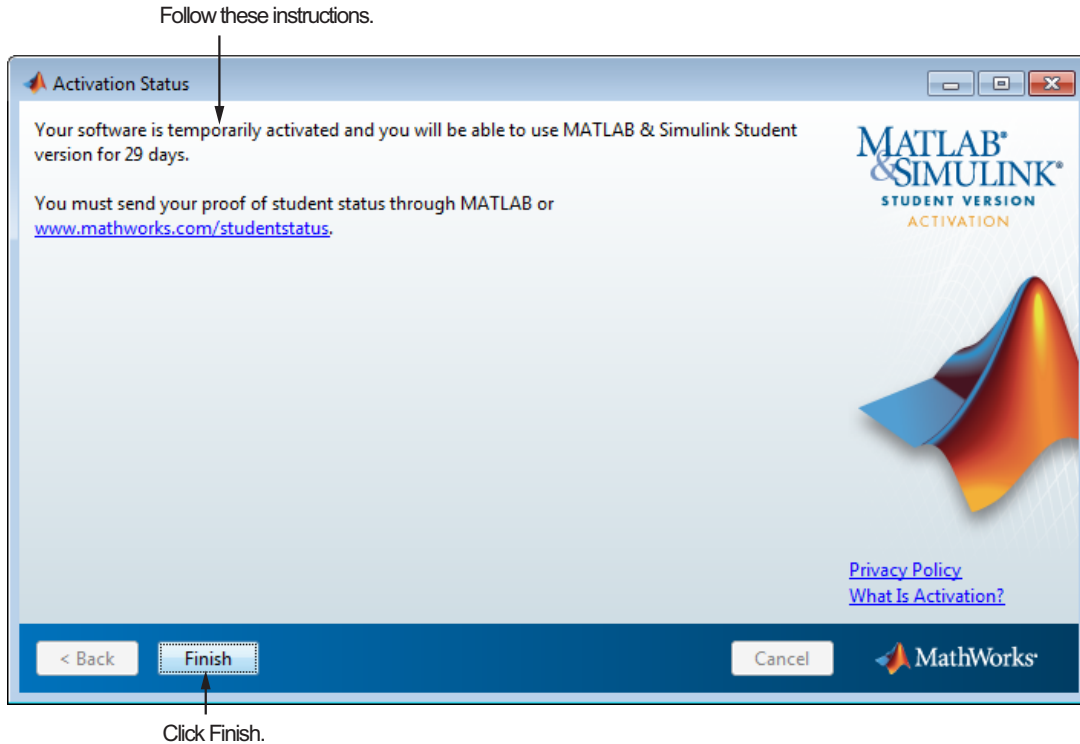 Follow these instructions.
Activation Status
Your software is temporarily activated and you will be able to use MATLAB & Simulink Student
version for 29 days.
You must send your proof of student status through MATLAB or
www.mathworks.com/studentstatus.
MATLAB®
&SIMULINK®
STUDENT VERSION
ACTIVATION
Privacy Policy
What Is Activation?
< Back
Finish
Cancel
MathWorks®
Click Finish.